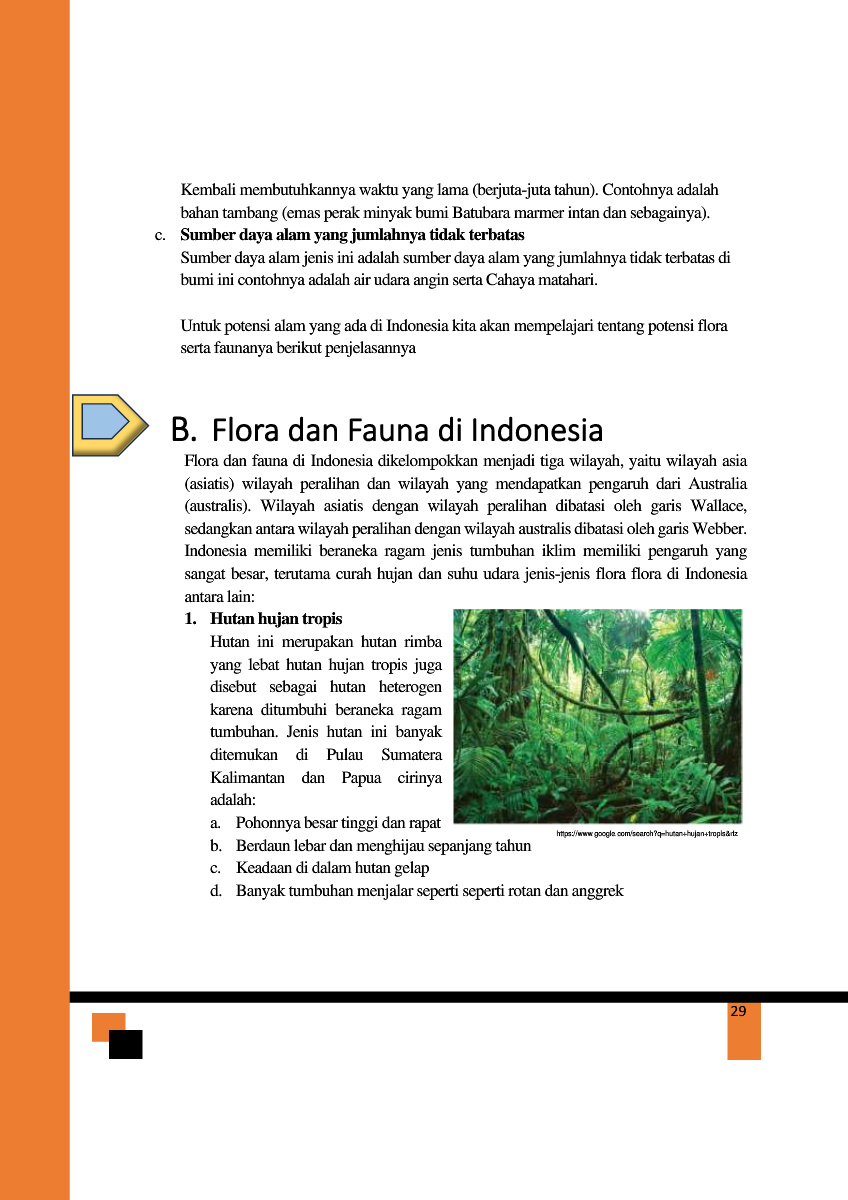 Kembali membutuhkannya waktu yang lama (berjuta-juta tahun). Contohnya adalah
bahan tambang (emas perak minyak bumi Batubara marmer intan dan sebagainya).
c. Sumber daya alam yang jumlahnya tidak terbatas
Sumber daya alam jenis ini adalah sumber daya alam yang jumlahnya tidak terbatas di
bumi ini contohnya adalah air udara angin serta Cahaya matahari.
Untuk potensi alam yang ada di Indonesia kita akan mempelajari tentang potensi flora
serta faunanya berikut penjelasannya
B. Flora dan Fauna di Indonesia
Flora dan fauna di Indonesia dikelompokkan menjadi tiga wilayah, yaitu wilayah asia
(asiatis) wilayah peralihan dan wilayah yang mendapatkan pengaruh dari Australia
(australis). Wilayah asiatis dengan wilayah peralihan dibatasi oleh garis Wallace,
sedangkan antara wilayah peralihan dengan wilayah australis dibatasi oleh garis Webber.
Indonesia memiliki beraneka ragam jenis tumbuhan iklim memiliki pengaruh yang
sangat besar, terutama curah hujan dan suhu udara jenis-jenis flora flora di Indonesia
antara lain:
1. Hutan hujan tropis
Hutan ini merupakan hutan rimba
yang lebat hutan hujan tropis juga
disebut sebagai hutan heterogen
karena ditumbuhi beraneka ragam
tumbuhan. Jenis hutan ini banyak
ditemukan di Pulau Sumatera
Kalimantan dan Papua cirinya
adalah:
a. Pohonnya besar tinggi dan rapat
https://www.google.com/search?q=hutan+hujan+tropis&rlz
b. Berdaun lebar dan menghijau sepanjang tahun
c. Keadaan di dalam hutan gelap
d. Banyak tumbuhan menjalar seperti seperti rotan dan anggrek
29